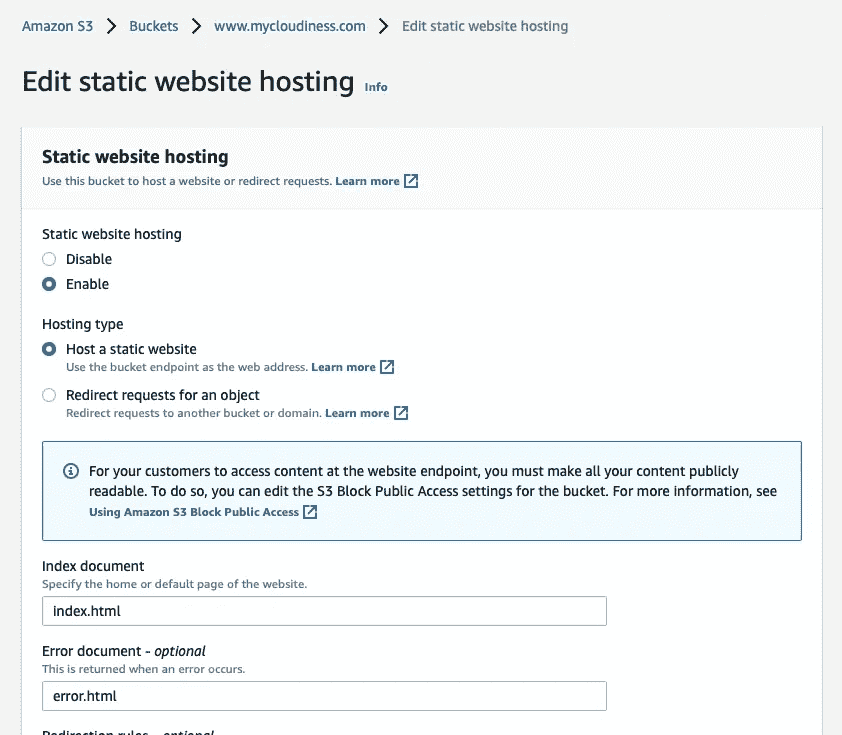 Amazon S3 > Buckets > www.mycloudiness.com > Edit static website hosting
Edit static website hosting Info
Static website hosting
Use this bucket to host a website or redirect requests. Learn more
Static website hosting
Disable
Enable
Hosting type
Host a static website
Use the bucket endpoint as the web address. Learn more
Redirect requests for an object
Redirect requests to another bucket or domain. Learn more
For your customers to access content at the website endpoint, you must make all your content publicly
readable. To do so, you can edit the S3 Block Public Access settings for the bucket. For more information, see
Using Amazon S3 Block Public Access
Index document
Specify the home or default page of the website.
index.html
Error document - optional
This is returned when an error occurs.
error.html
Redirection rules - optional